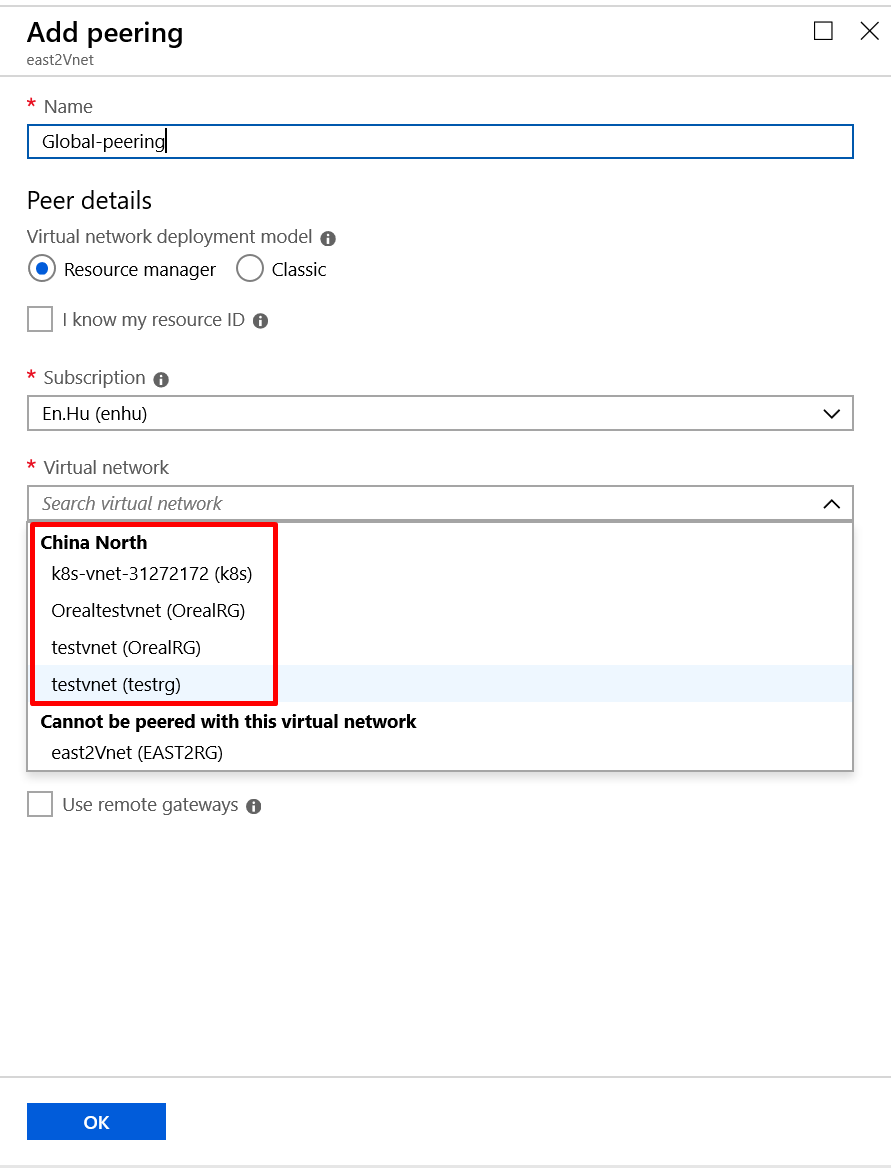 Add peering
east2Vnet
* Name
Global-peering
Peer details
Virtual network deployment model
Resource manager Classic
I know my resource ID
* Subscription
En.Hu (enhu)
* Virtual network
Search virtual network
China North
k8s-vnet-31272172 (k8s)
Orealtestvnet (OrealRG)
testvnet (OrealRG)
testvnet (testrg)
Cannot be peered with this virtual network
east2Vnet (EAST2RG)
Use remote gateways
OK